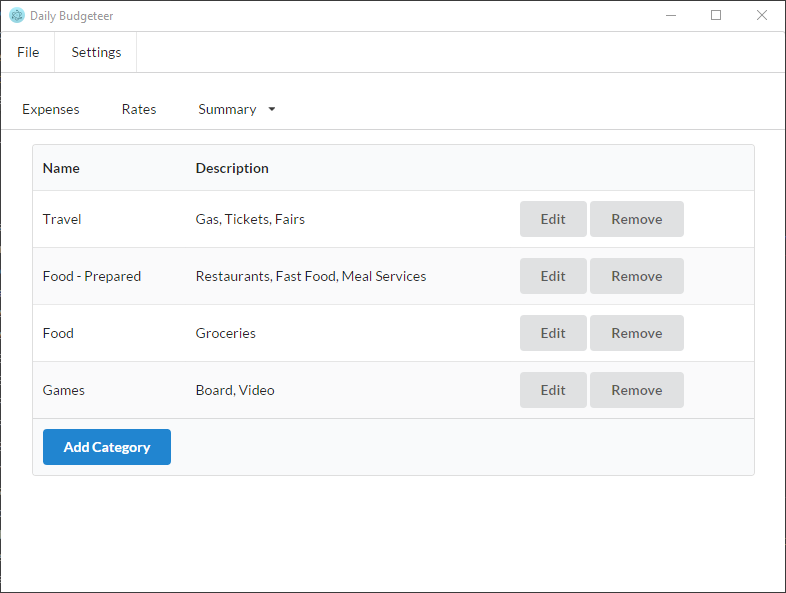 Daily Budgeteer
File Settings
Expenses Rates Summary
Name Description
Travel Gas, Tickets, Fairs Edit Remove
Food - Prepared Restaurants, Fast Food, Meal Services Edit Remove
Food Groceries Edit Remove
Games Board, Video Edit Remove
Add Category